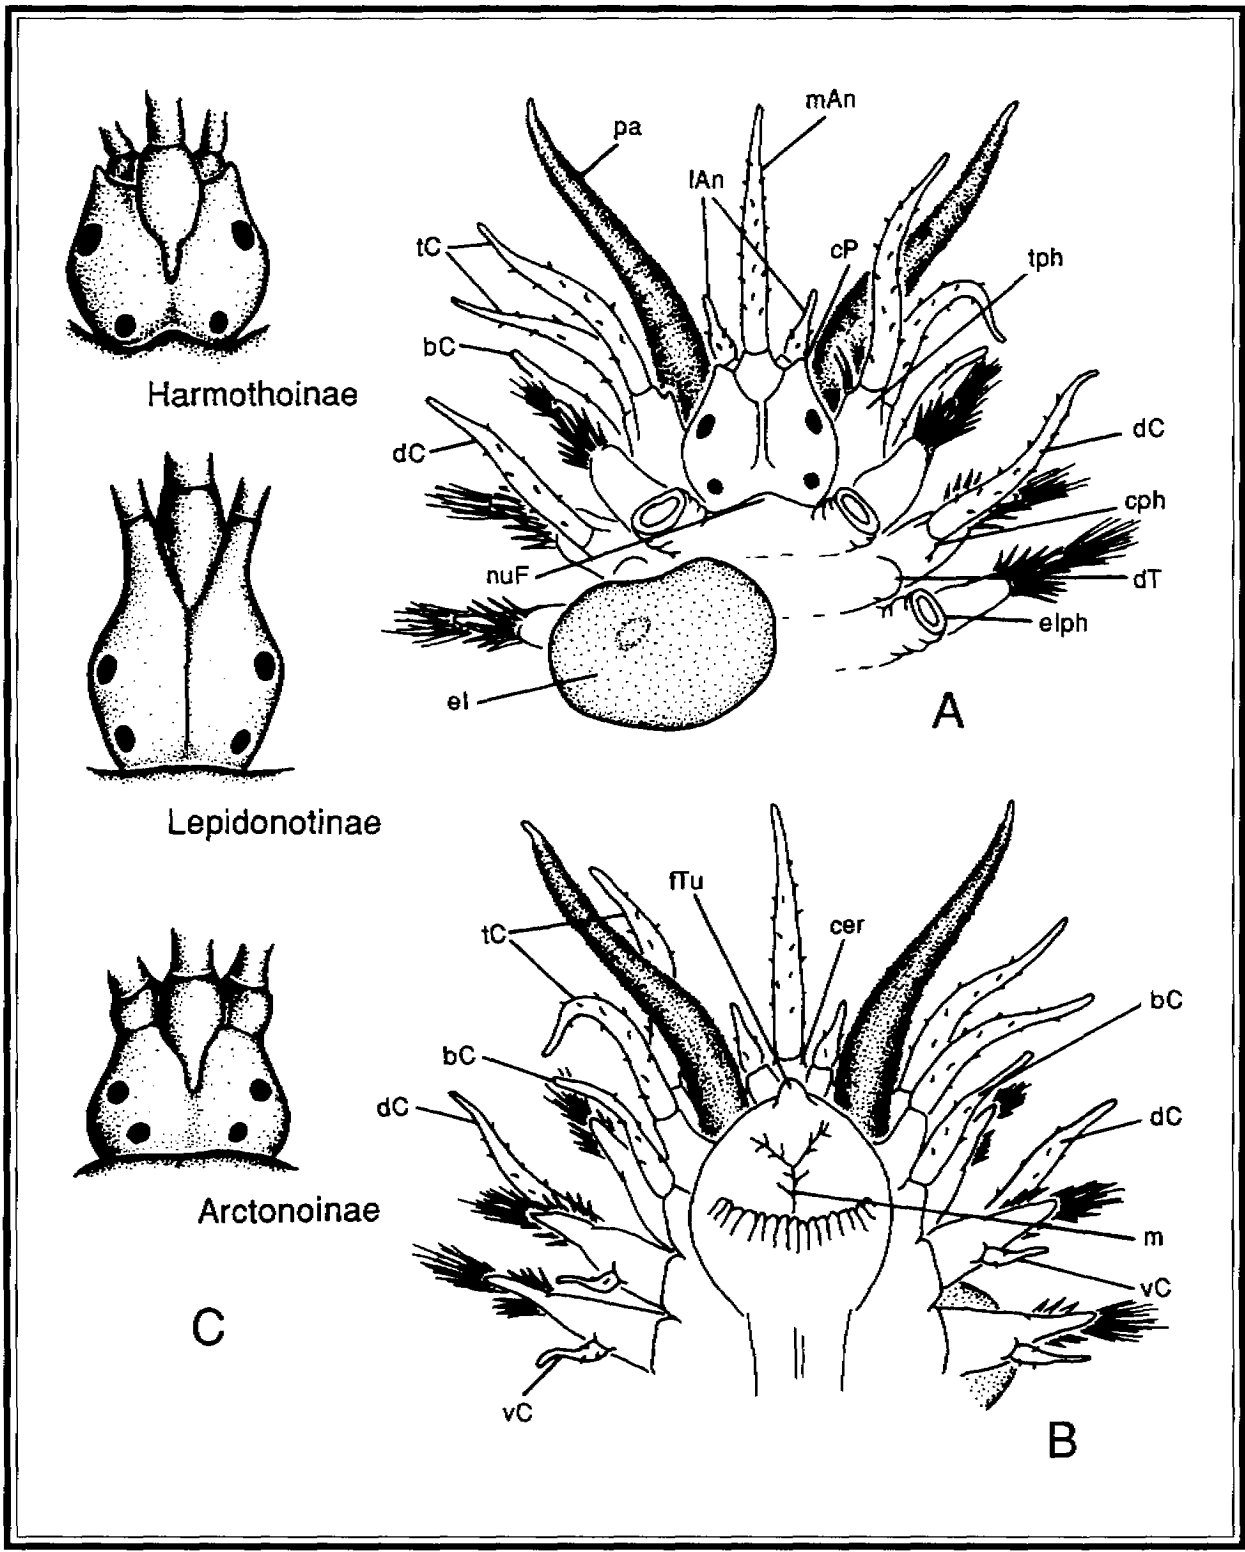 Harmothoinae
Lepidonotinae
Arctonoinae
C
pa
mAn
lAn
tC
cP
tph
bC
dC
dC
cph
nuF
dT
elph
el
A
fTu
tC
cer
bC
bC
dC
dC
m
vC
vC
B